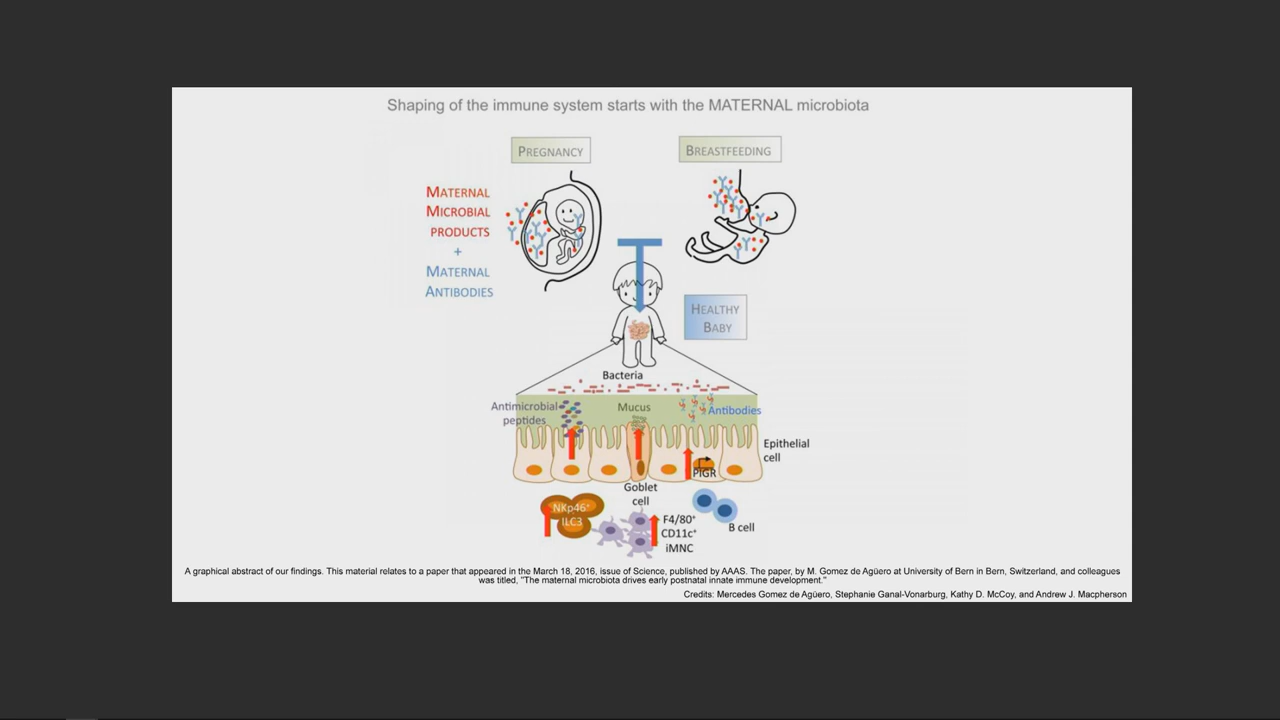 Shaping of the immune system starts with the MATERNAL microbiota
PREGNANCY
BREASTFEEDING
MATERNAL
MICROBIAL
PRODUCTS
+
MATERNAL
ANTIBODIES
HEALTHY
BABY
Bacteria
Antimicrobial
peptides
Mucus
Antibodies
Epithelial
cell
PIGR
Goblet
cell
NKp46⁺
ILC3
F4/80⁺
CD11c⁺
iMNC
B cell
A graphical abstract of our findings. This material relates to a paper that appeared in the March 18, 2016, issue of Science, published by AAAS. The paper, by M. Gomez de Agüero at University of Bern in Bern, Switzerland, and colleagues
was titled, "The maternal microbiota drives early postnatal innate immune development."
Credits: Mercedes Gomez de Agüero, Stephanie Ganal-Vonarburg, Kathy D. McCoy, and Andrew J. Macpherson